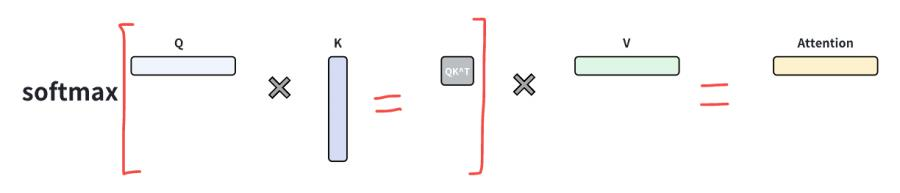 Q
K
V
Attention
QK^T
softmax